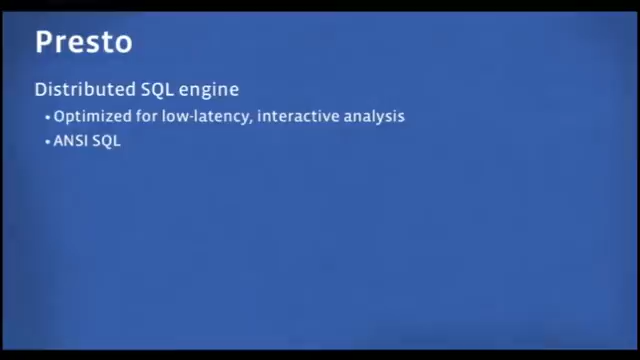 Presto
Distributed SQL engine
• Optimized for low-latency, interactive analysis
• ANSI SQL